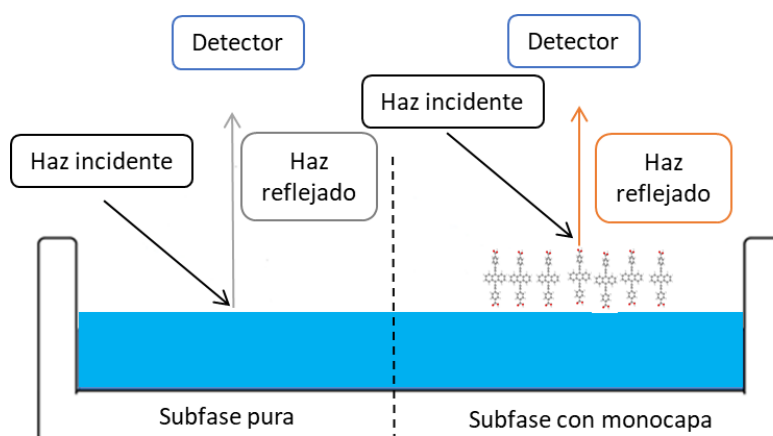 Detector
Detector
Haz incidente
Haz incidente
Haz
reflejado
Haz
reflejado
Subfase pura
Subfase con monocapa